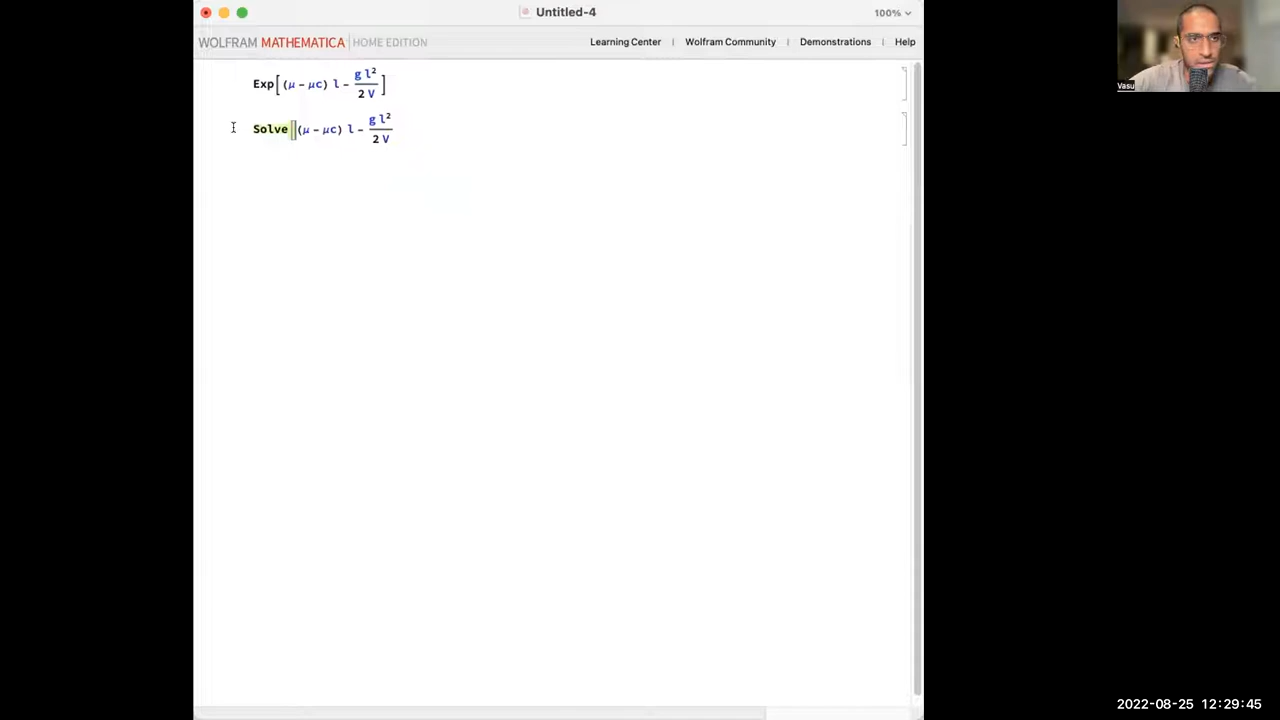 Untitled-4
100%
WOLFRAM MATHEMATICA | HOME EDITION
Learning Center | Wolfram Community | Demonstrations | Help
Exp[(μ - μc) l - g l² / 2 V]
Solve[(μ - μc) l - g l² / 2 V
Vasu
2022-08-25 12:29:45